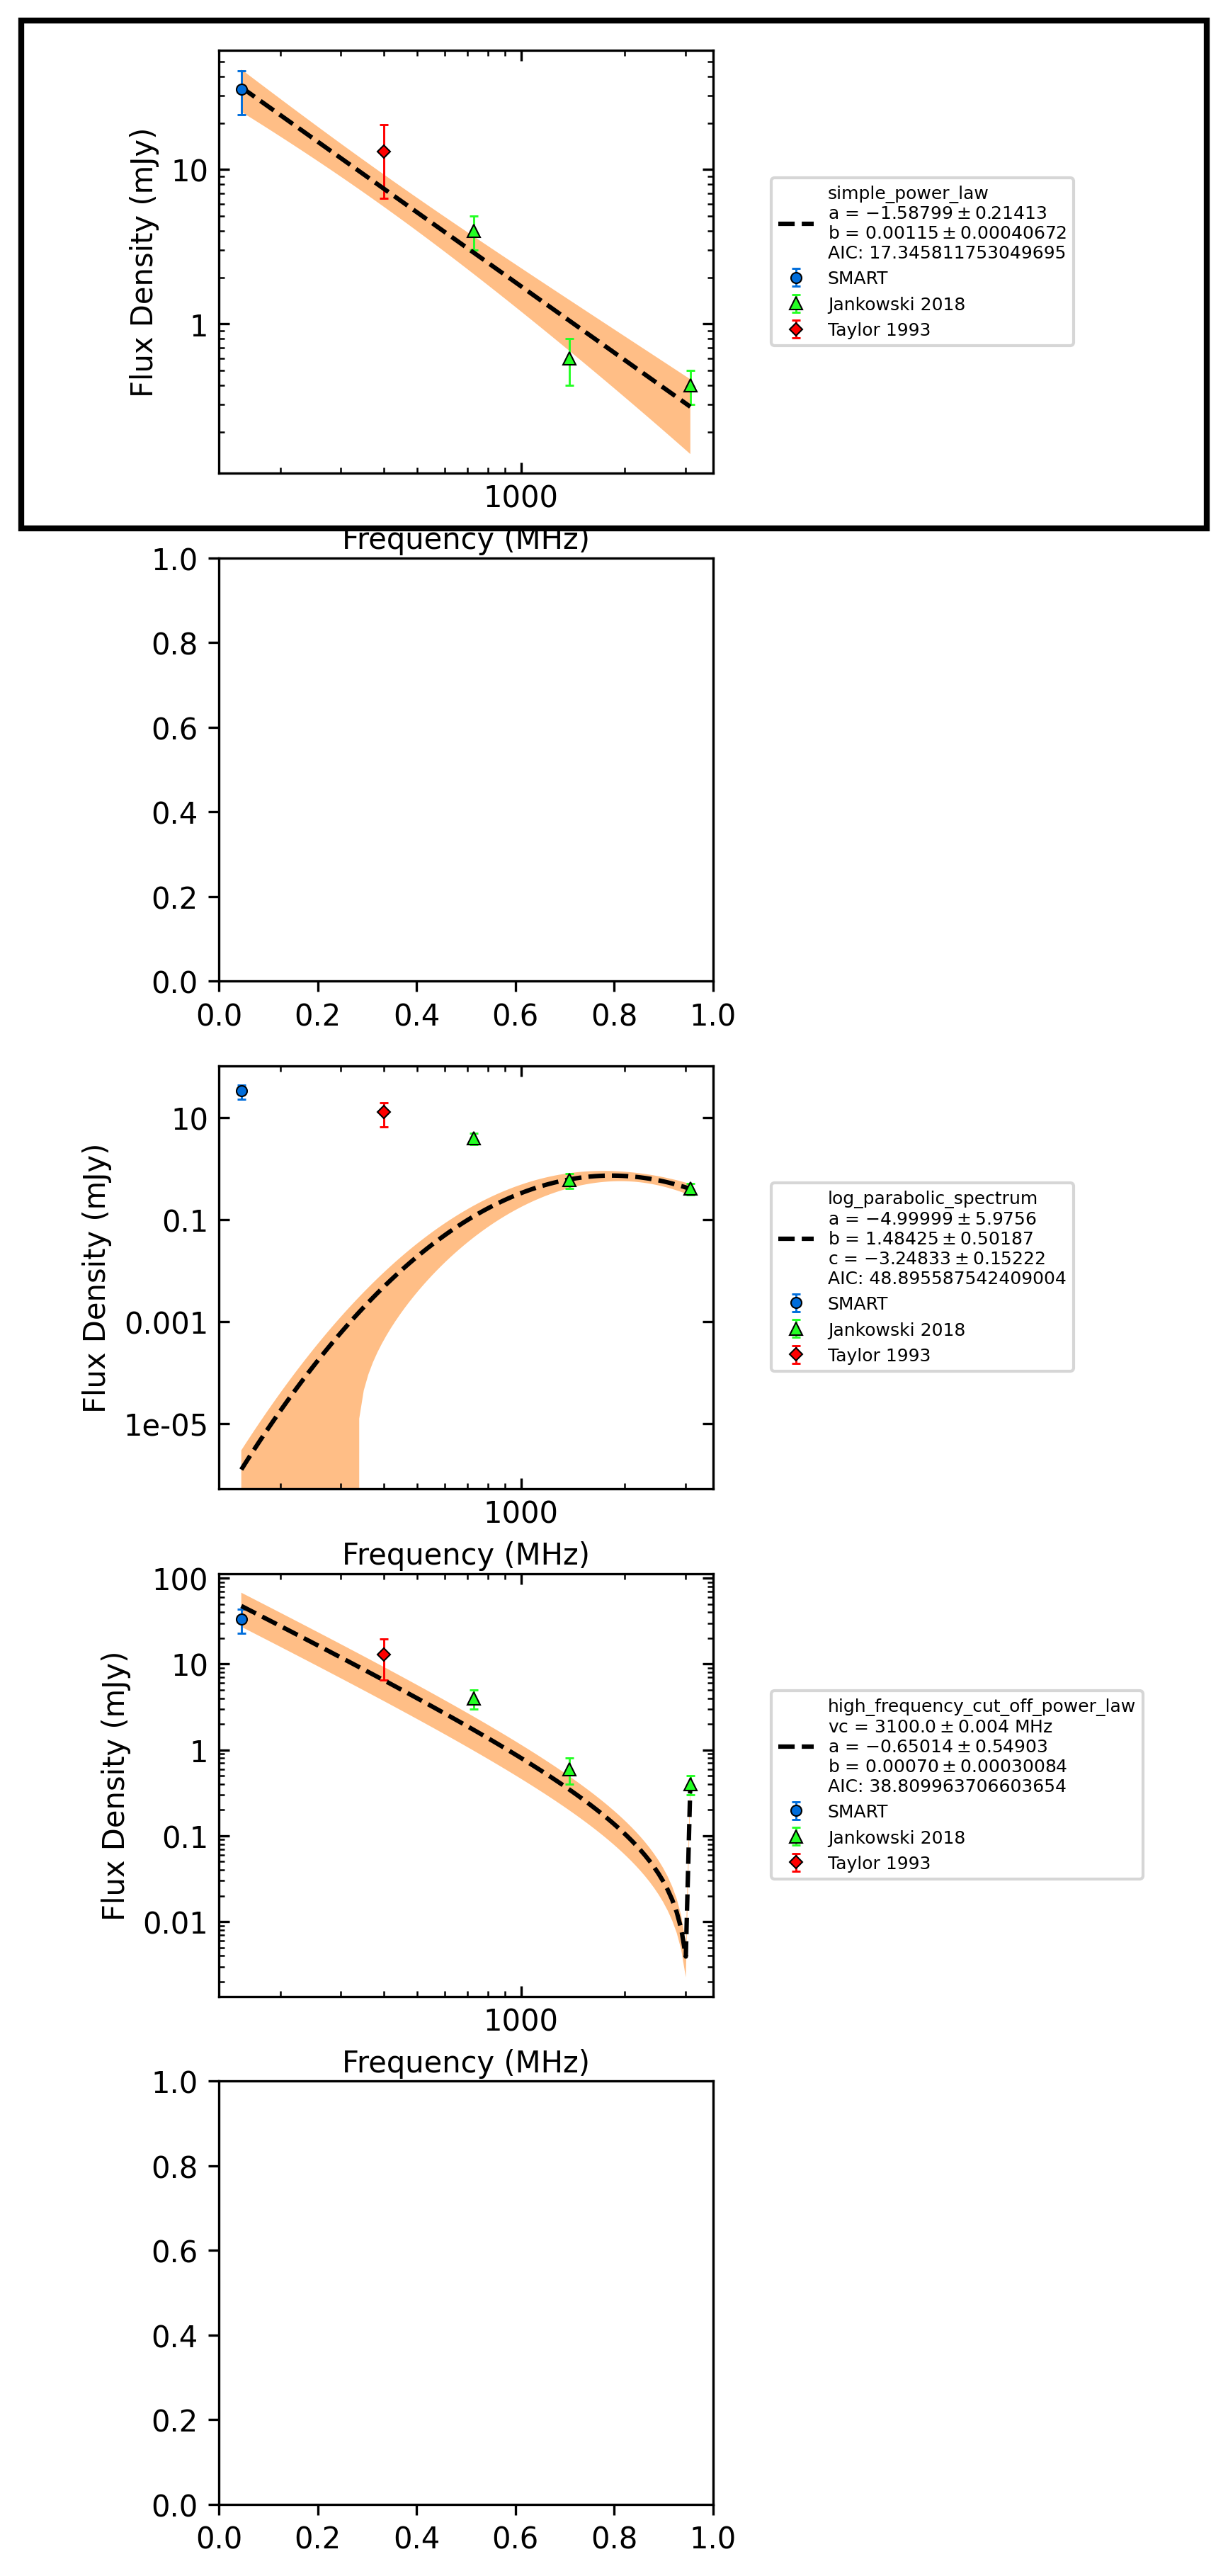 Flux Density (mJy)
10
1
1000
Frequency (MHz)
simple_power_law
a = −1.58799 ± 0.21413
b = 0.00115 ± 0.00040672
AIC: 17.345811753049695
SMART
Jankowski 2018
Taylor 1993
1.0
0.8
0.6
0.4
0.2
0.0
0.0 0.2 0.4 0.6 0.8 1.0
Flux Density (mJy)
10
0.1
0.001
1e-05
1000
Frequency (MHz)
log_parabolic_spectrum
a = −4.99999 ± 5.9756
b = 1.48425 ± 0.50187
c = −3.24833 ± 0.15222
AIC: 48.895587542409004
SMART
Jankowski 2018
Taylor 1993
Flux Density (mJy)
100
10
1
0.1
0.01
1000
Frequency (MHz)
high_frequency_cut_off_power_law
vc = 3100.0 ± 0.004 MHz
a = −0.65014 ± 0.54903
b = 0.00070 ± 0.00030084
AIC: 38.809963706603654
SMART
Jankowski 2018
Taylor 1993
1.0
0.8
0.6
0.4
0.2
0.0
0.0 0.2 0.4 0.6 0.8 1.0